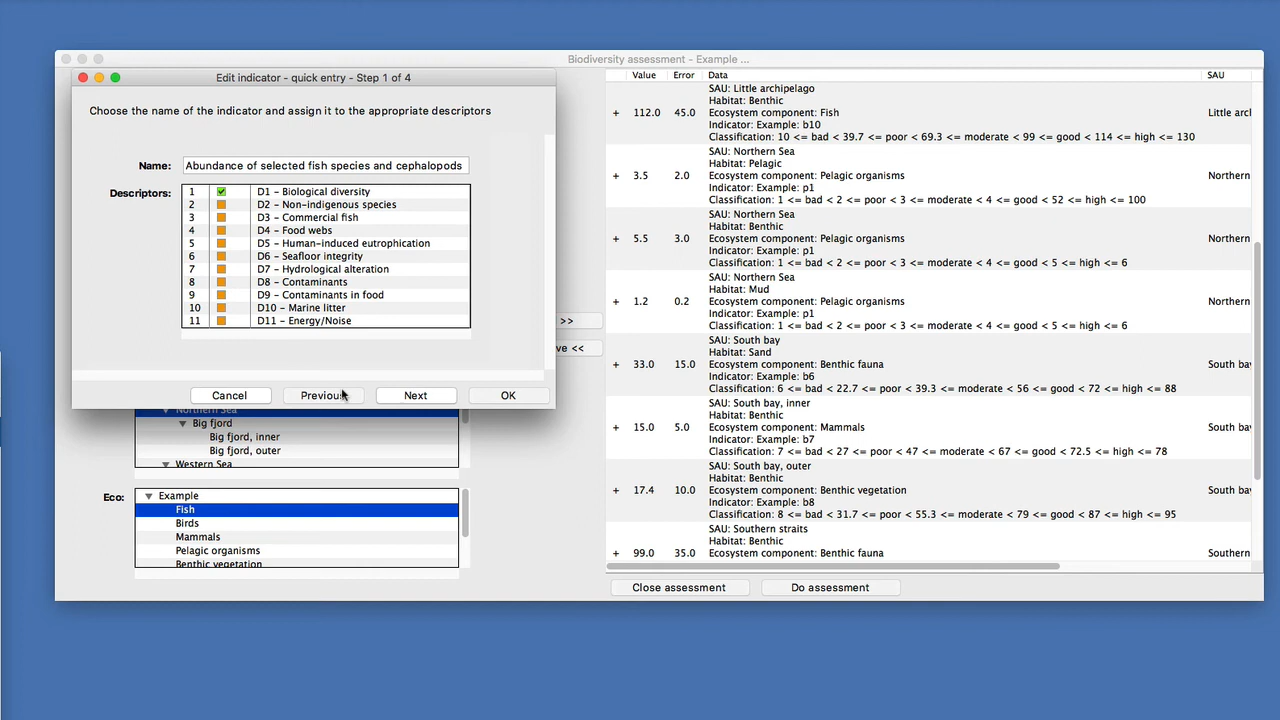 Biodiversity assessment - Example ...
Edit indicator - quick entry - Step 1 of 4
Choose the name of the indicator and assign it to the appropriate descriptors
Name: Abundance of selected fish species and cephalopods
Descriptors:
1 D1 - Biological diversity
2 D2 - Non-indigenous species
3 D3 - Commercial fish
4 D4 - Food webs
5 D5 - Human-induced eutrophication
6 D6 - Seafloor integrity
7 D7 - Hydrological alteration
8 D8 - Contaminants
9 D9 - Contaminants in food
10 D10 - Marine litter
11 D11 - Energy/Noise
Cancel Previous Next OK
>>
ve <<
Northern Sea
Big fjord
Big fjord, inner
Big fjord, outer
Western Sea
Eco:
Example
Fish
Birds
Mammals
Pelagic organisms
Benthic vegetation
Value Error Data SAU
SAU: Little archipelago
Habitat: Benthic
+ 112.0 45.0 Ecosystem component: Fish Little arcl
Indicator: Example: b10
Classification: 10 <= bad < 39.7 <= poor < 69.3 <= moderate < 99 <= good < 114 <= high <= 130
SAU: Northern Sea
Habitat: Pelagic
+ 3.5 2.0 Ecosystem component: Pelagic organisms Northern
Indicator: Example: p1
Classification: 1 <= bad < 2 <= poor < 3 <= moderate < 4 <= good < 52 <= high <= 100
SAU: Northern Sea
Habitat: Benthic
+ 5.5 3.0 Ecosystem component: Pelagic organisms Northern
Indicator: Example: p1
Classification: 1 <= bad < 2 <= poor < 3 <= moderate < 4 <= good < 5 <= high <= 6
SAU: Northern Sea
Habitat: Mud
+ 1.2 0.2 Ecosystem component: Pelagic organisms Northern
Indicator: Example: p1
Classification: 1 <= bad < 2 <= poor < 3 <= moderate < 4 <= good < 5 <= high <= 6
SAU: South bay
Habitat: Sand
+ 33.0 15.0 Ecosystem component: Benthic fauna South bay
Indicator: Example: b6
Classification: 6 <= bad < 22.7 <= poor < 39.3 <= moderate < 56 <= good < 72 <= high <= 88
SAU: South bay, inner
Habitat: Benthic
+ 15.0 5.0 Ecosystem component: Mammals South bay
Indicator: Example: b7
Classification: 7 <= bad < 27 <= poor < 47 <= moderate < 67 <= good < 72.5 <= high <= 78
SAU: South bay, outer
Habitat: Benthic
+ 17.4 10.0 Ecosystem component: Benthic vegetation South bay
Indicator: Example: b8
Classification: 8 <= bad < 31.7 <= poor < 55.3 <= moderate < 79 <= good < 87 <= high <= 95
SAU: Southern straits
Habitat: Benthic
+ 99.0 35.0 Ecosystem component: Benthic fauna Southern
Close assessment Do assessment